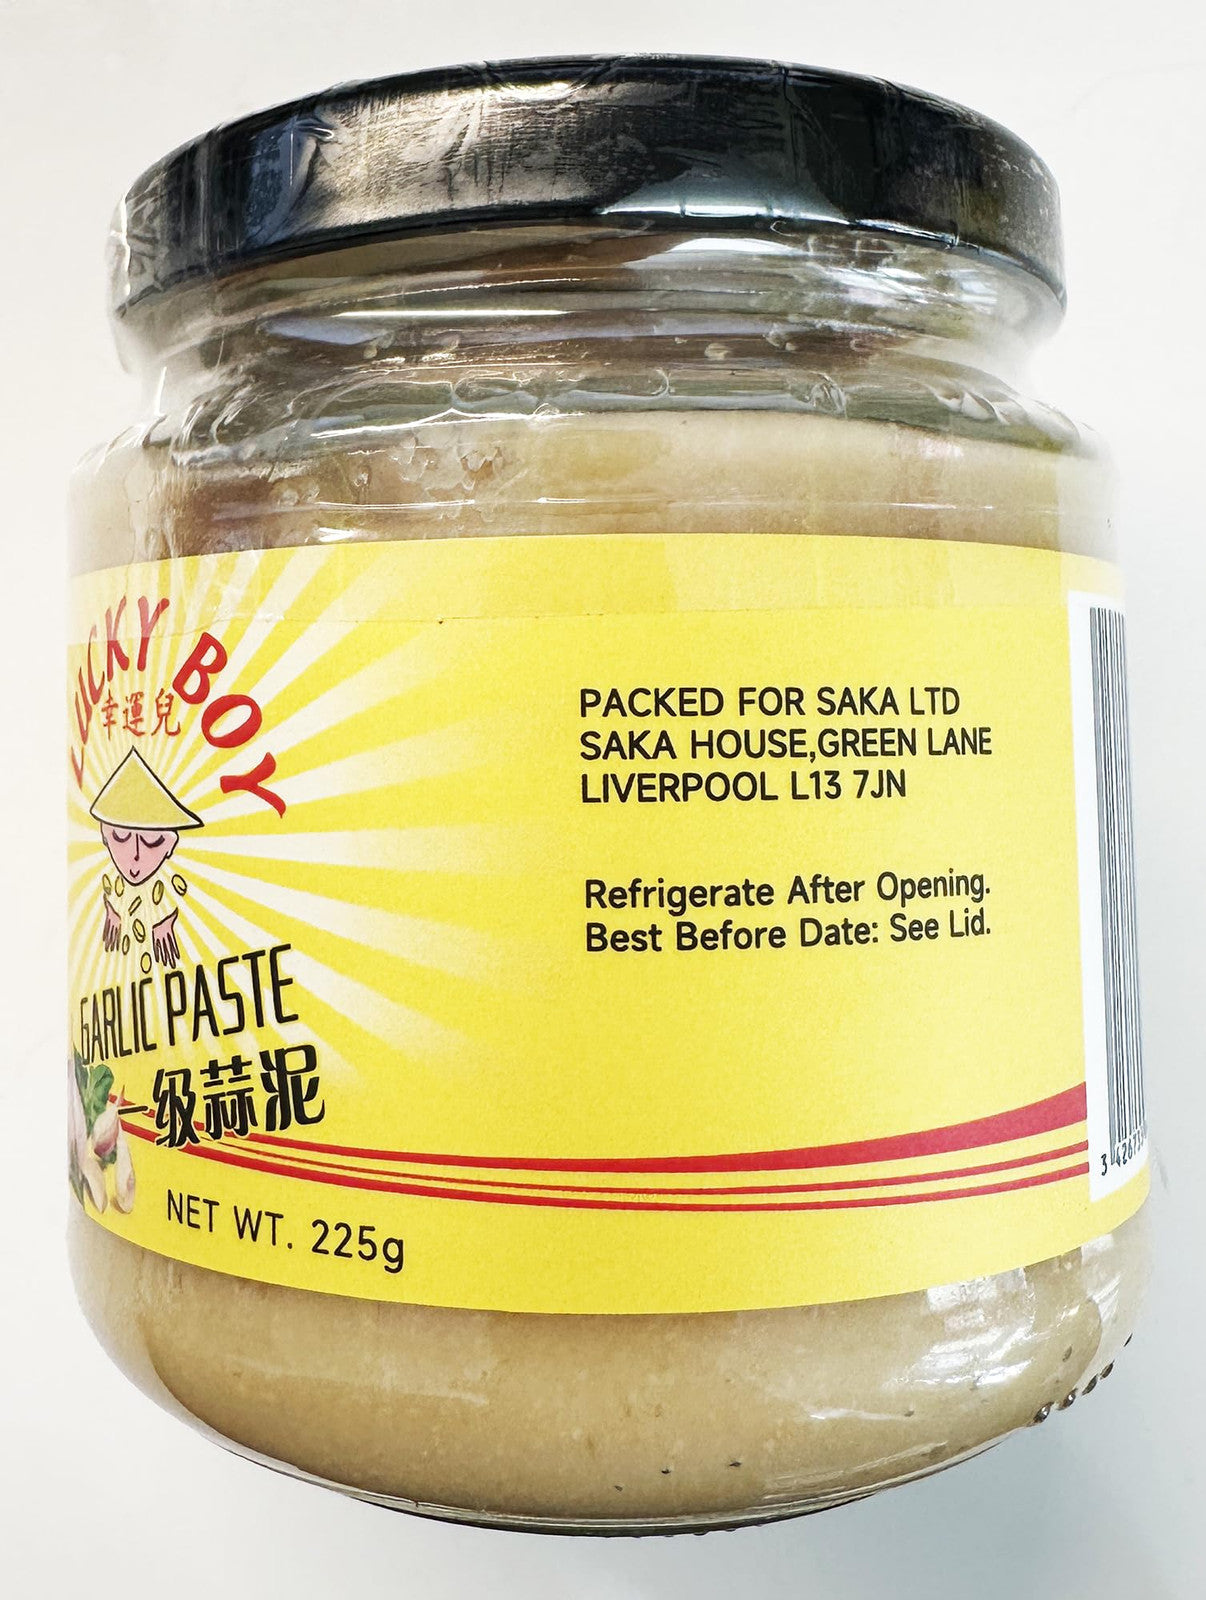 LUCKY BOY
幸運兒
GARLIC PASTE
一级蒜泥
NET WT. 225g
PACKED FOR SAKA LTD
SAKA HOUSE,GREEN LANE
LIVERPOOL L13 7JN
Refrigerate After Opening.
Best Before Date: See Lid.